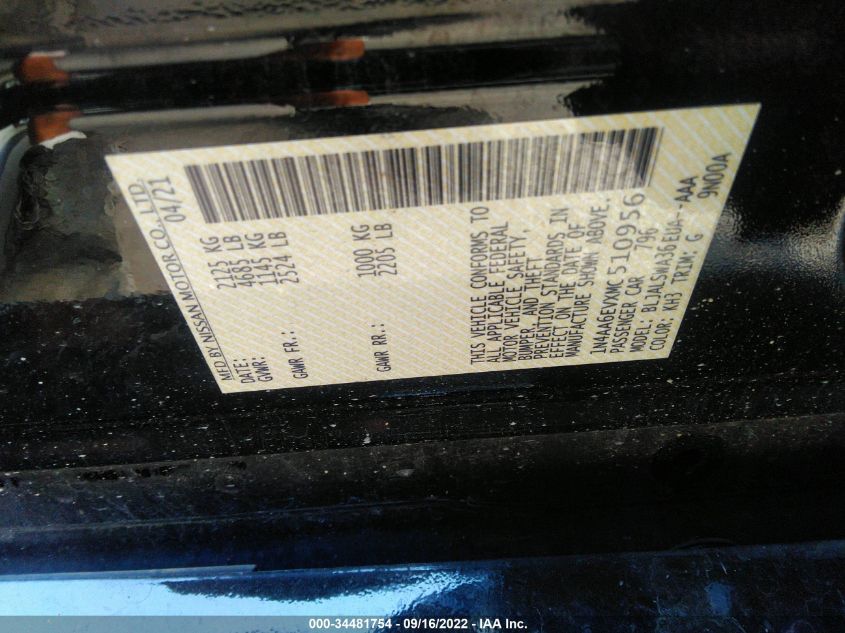 MFD BY NISSAN MOTOR CO., LTD.
DATE: 04/21
GVWR: 2125 KG
4685 LB
GAWR FR.: 1145 KG
2524 LB
GAWR RR.: 1000 KG
2205 LB
THIS VEHICLE CONFORMS TO
ALL APPLICABLE FEDERAL
MOTOR VEHICLE SAFETY,
BUMPER, AND THEFT
PREVENTION STANDARDS IN
EFFECT ON THE DATE OF
MANUFACTURE SHOWN ABOVE.
1N4AA6EVXMC510956
PASSENGER CAR 796
MODEL: BLJALSWA36EUA--AAA
COLOR: KH3 TRIM: G 9N00A
000-34481754 - 09/16/2022 - IAA Inc.